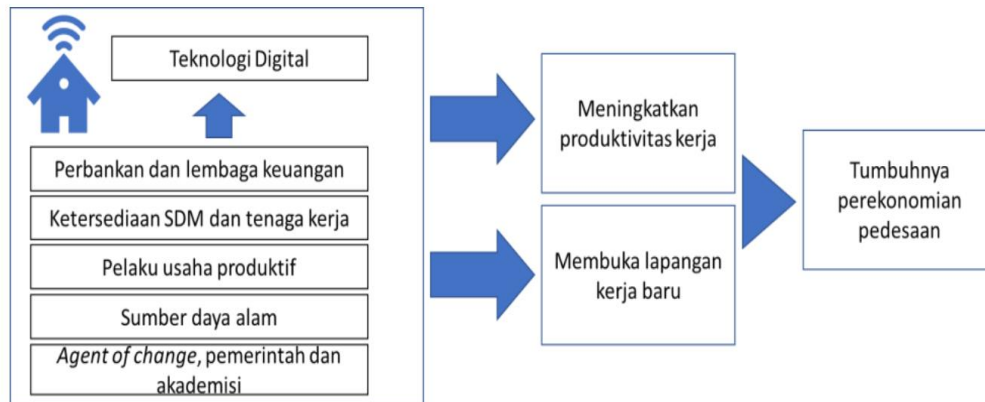 Teknologi Digital
Perbankan dan lembaga keuangan
Ketersediaan SDM dan tenaga kerja
Pelaku usaha produktif
Sumber daya alam
Agent of change, pemerintah dan
akademisi
Meningkatkan
produktivitas kerja
Membuka lapangan
kerja baru
Tumbuhnya
perekonomian
pedesaan